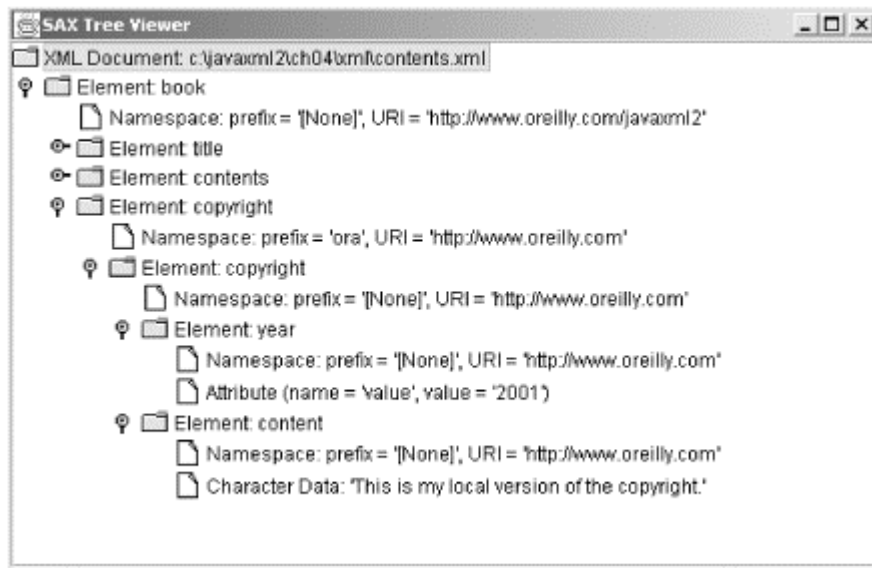 SAX Tree Viewer
XML Document: c:\javaxml2\ch04\xml\contents.xml
Element: book
Namespace: prefix = '[None]', URI = 'http://www.oreilly.com/javaxml2'
Element: title
Element: contents
Element: copyright
Namespace: prefix = 'ora', URI = 'http://www.oreilly.com'
Element: copyright
Namespace: prefix = '[None]', URI = 'http://www.oreilly.com'
Element: year
Namespace: prefix = '[None]', URI = 'http://www.oreilly.com'
Attribute (name = 'value', value = '2001')
Element: content
Namespace: prefix = '[None]', URI = 'http://www.oreilly.com'
Character Data: 'This is my local version of the copyright.'